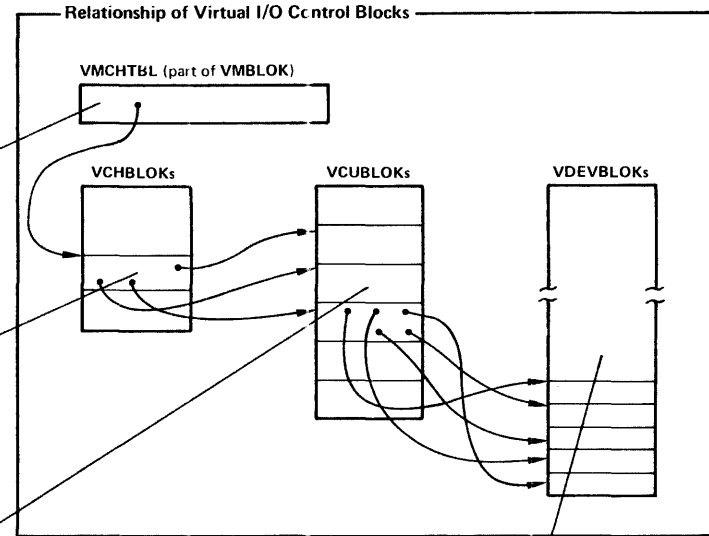 Relationship of Virtual I/O Control Blocks
VMCHTBL (part of VMBLOK)
VCHBLOKs VCUBLOKs VDEVBLOKs